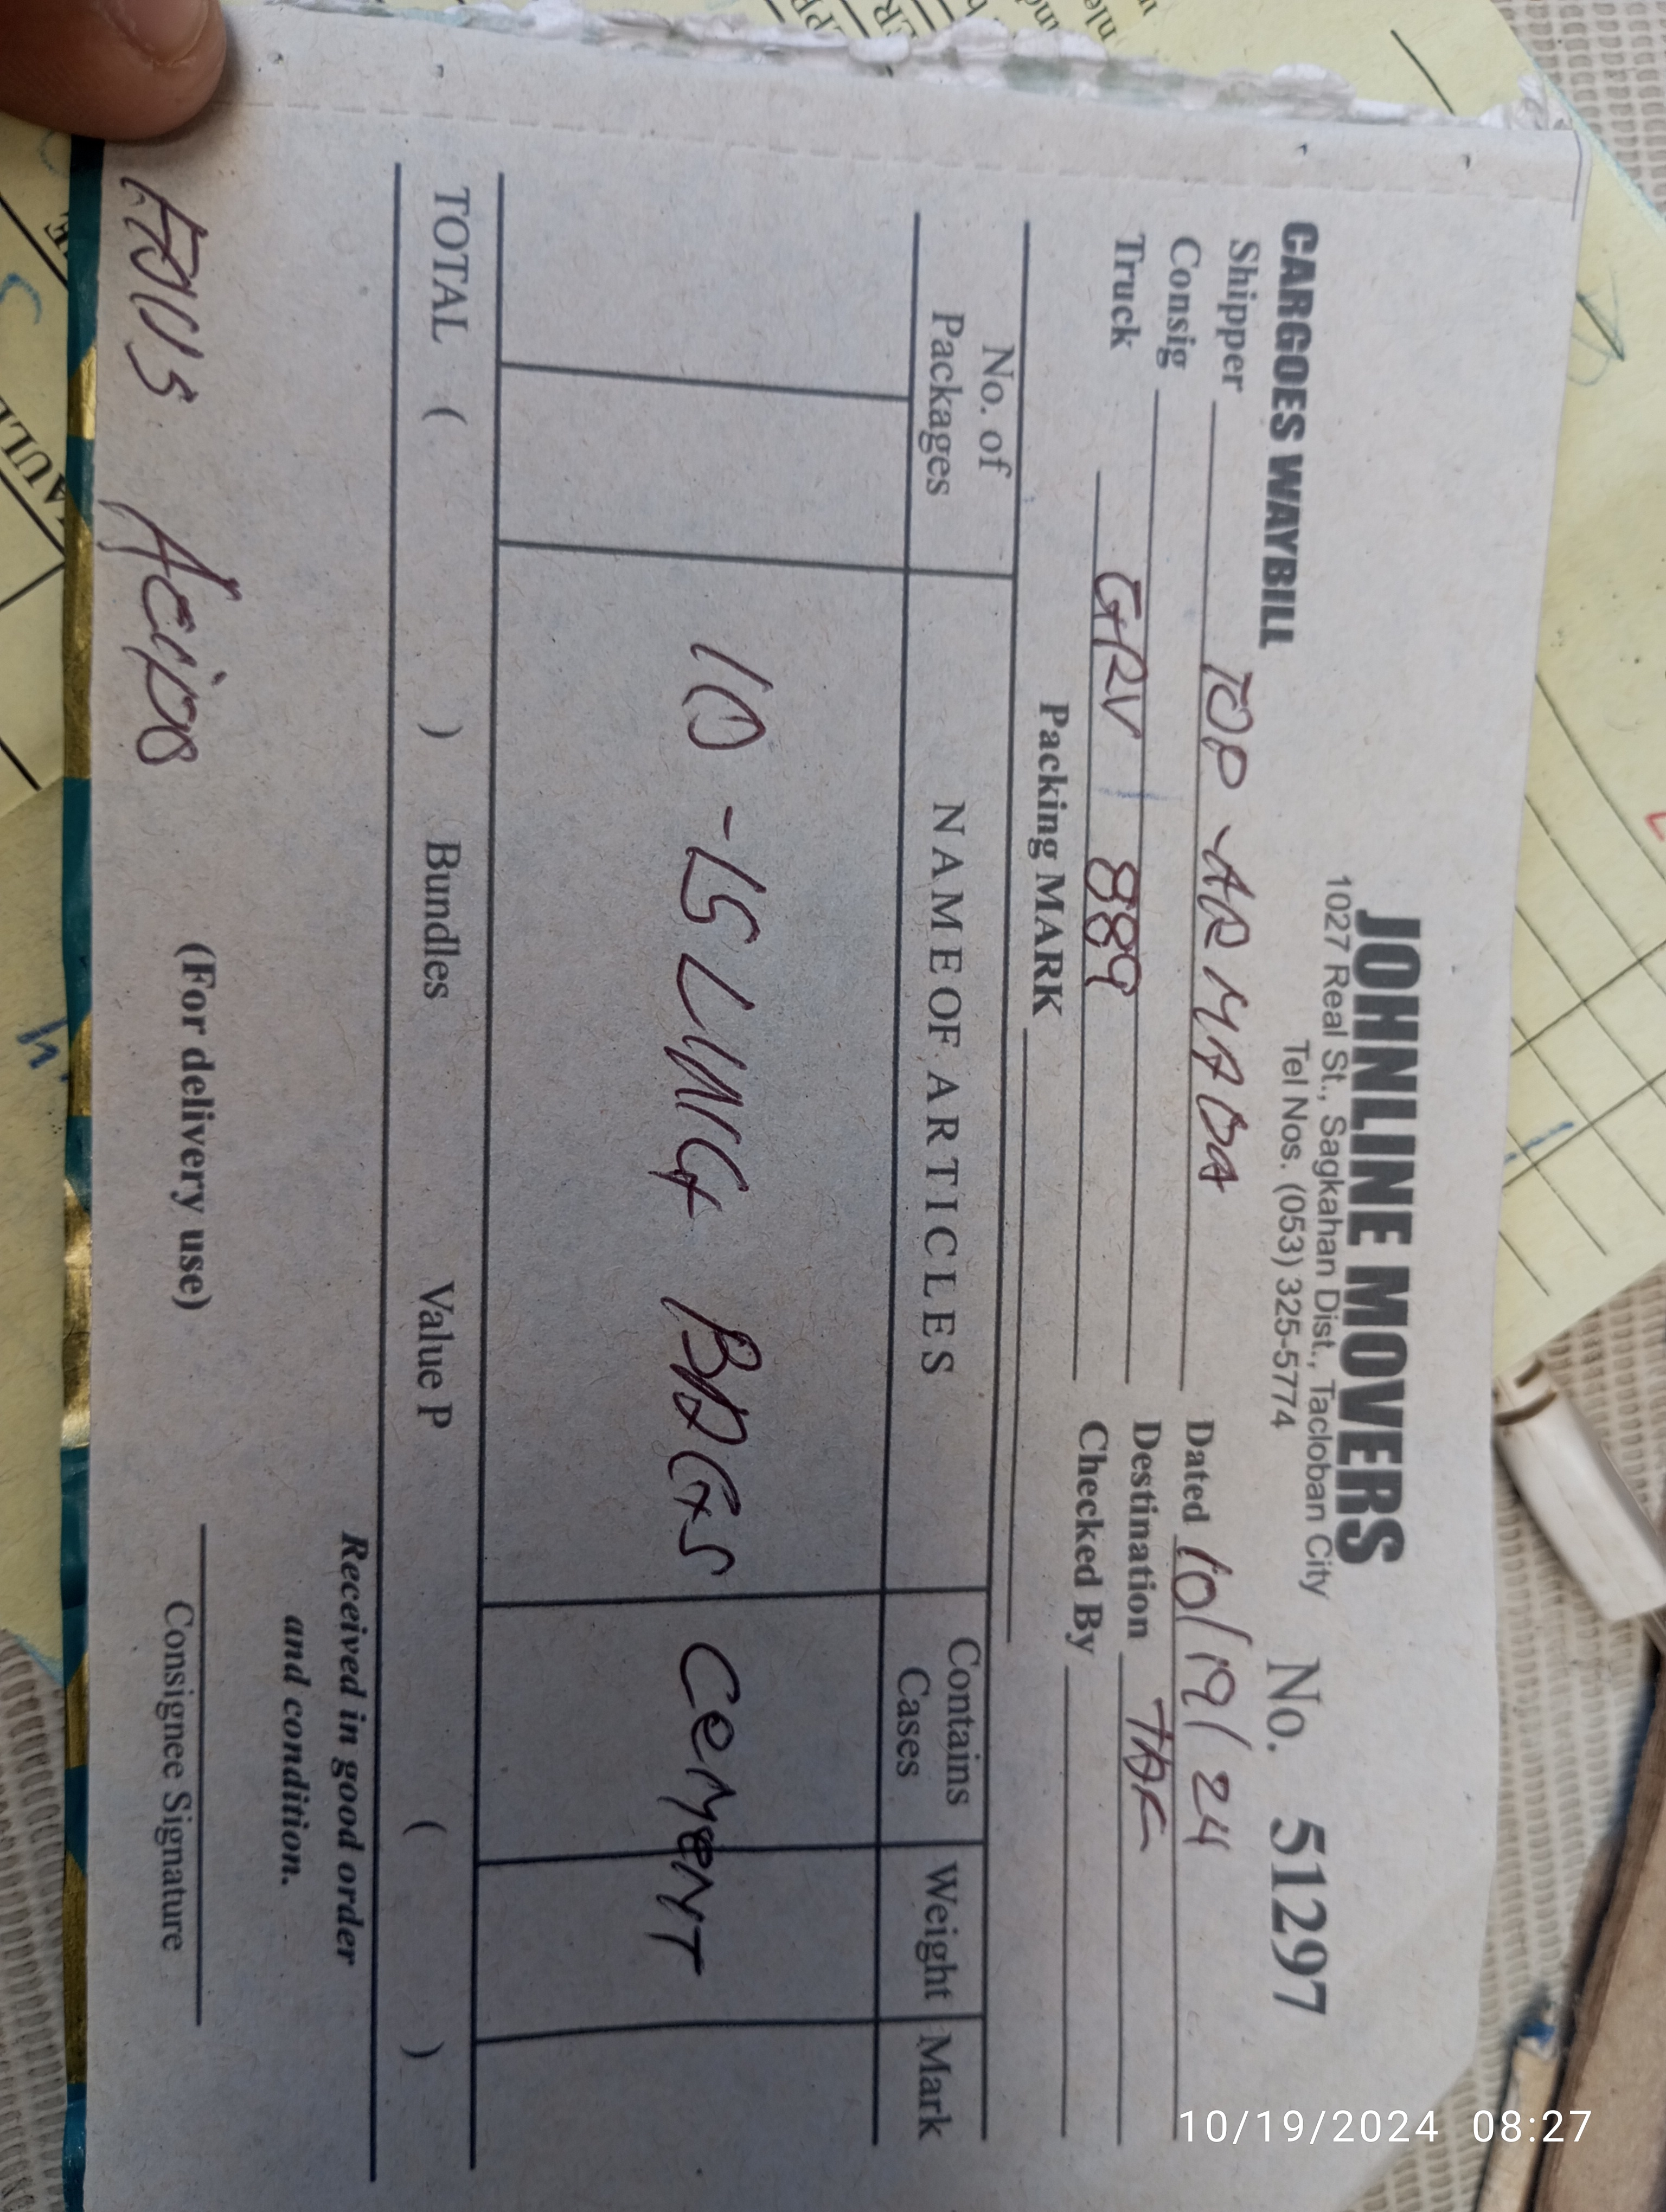 JOHNLINE MOVERS
1027 Real St., Sagkahan Dist., Tacloban City
Tel Nos. (053) 325-5774
CARGOES WAYBILL No. 51297
Shipper TOP-ARMADA Dated 10/19/24
Consig Destination
Truck GRV 889 Checked By
Packing MARK
No. of Packages NAME OF ARTICLES Contains Cases Weight Mark
10 - SLING BAGS CEMENT
TOTAL ( ) Bundles Value P ( )
Received in good order
and condition.
(For delivery use)
Consignee Signature
10/19/2024 08:27